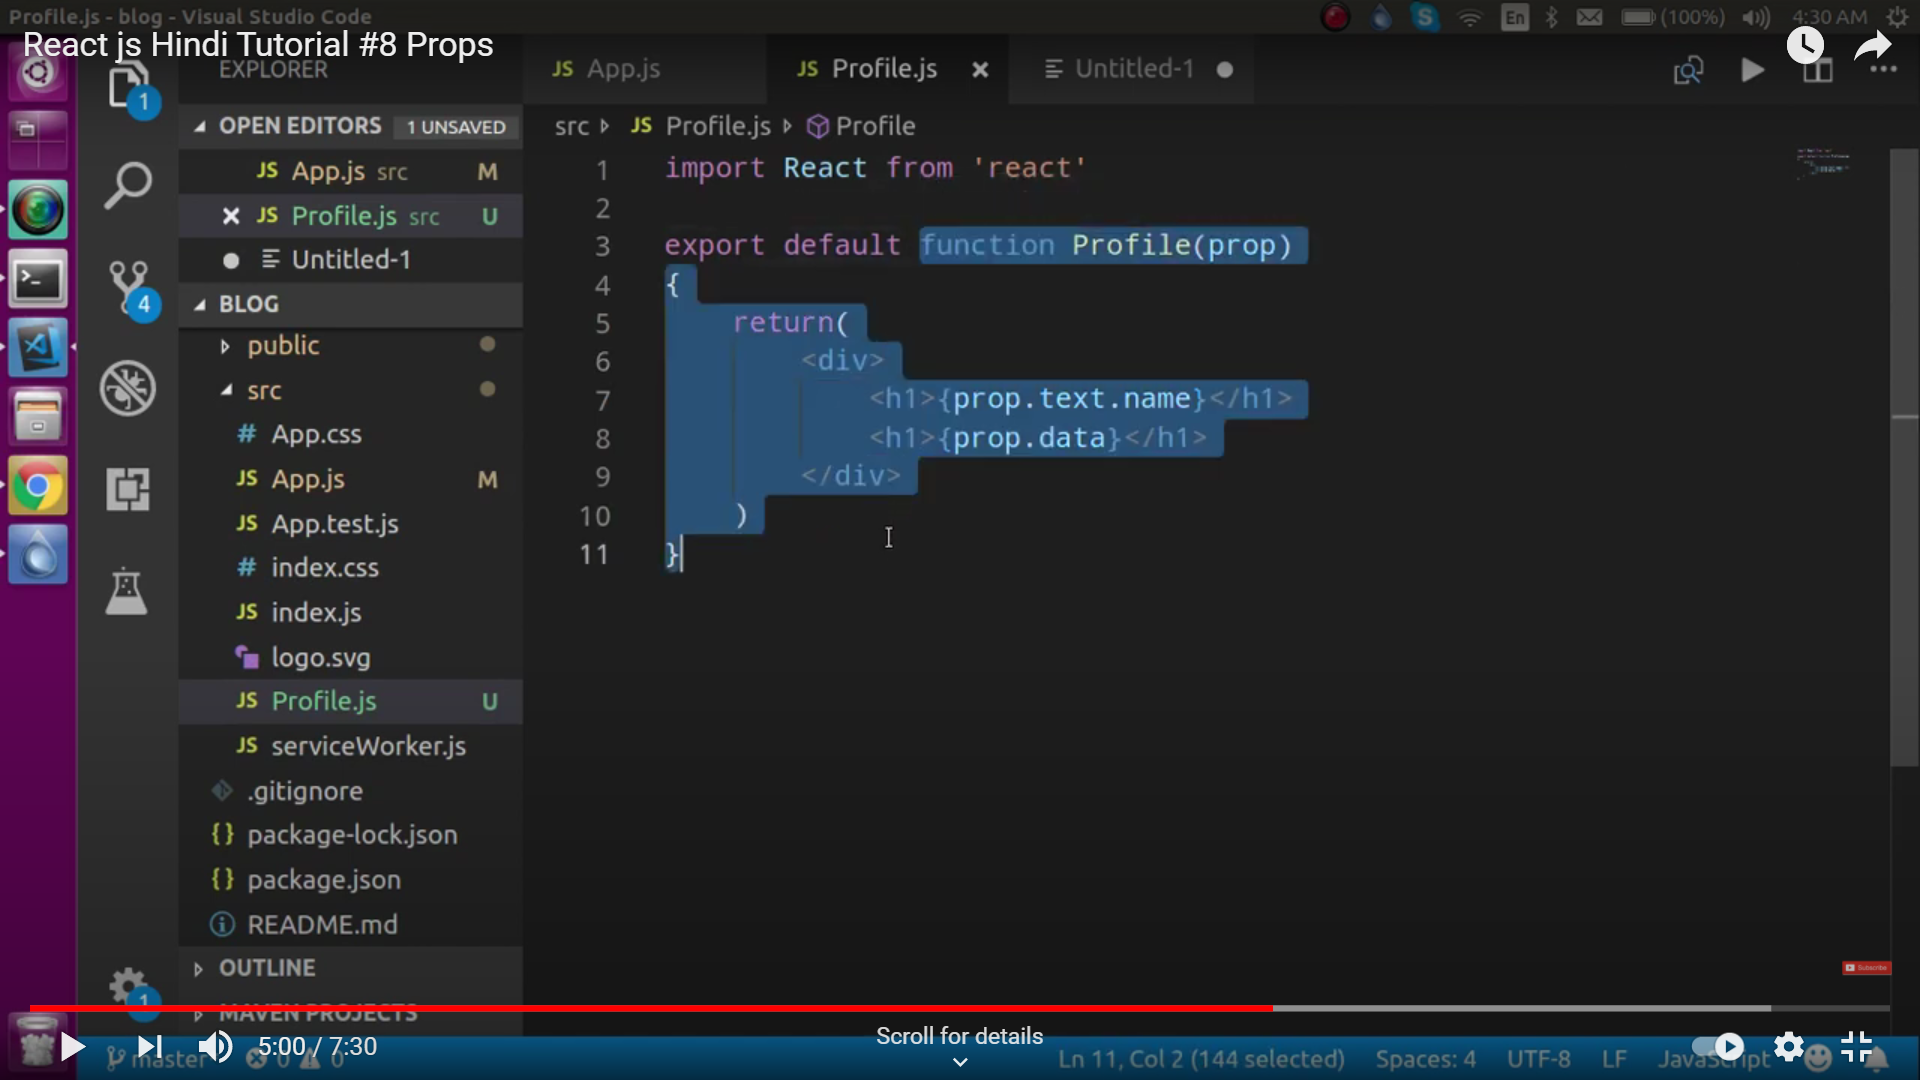 Profile.js - blog - Visual Studio Code
En
(100%)
4:30 AM
React js Hindi Tutorial #8 Props
EXPLORER
JS App.js
JS Profile.js
Untitled-1
1
OPEN EDITORS 1 UNSAVED
JS App.js src M
JS Profile.js src U
Untitled-1
4
BLOG
public
src
# App.css
JS App.js M
JS App.test.js
# index.css
JS index.js
logo.svg
JS Profile.js U
JS serviceWorker.js
.gitignore
{} package-lock.json
{} package.json
README.md
OUTLINE
MAVEN PROJECTS
1
src JS Profile.js Profile
1 import React from 'react'
2
3 export default function Profile(prop)
4 {
5 return(
6 <div>
7 <h1>{prop.text.name}</h1>
8 <h1>{prop.data}</h1>
9 </div>
10 )
11 }
Subscribe
5:00 / 7:30
Scroll for details
master 0 0
Ln 11, Col 2 (144 selected) Spaces: 4 UTF-8 LF JavaScript